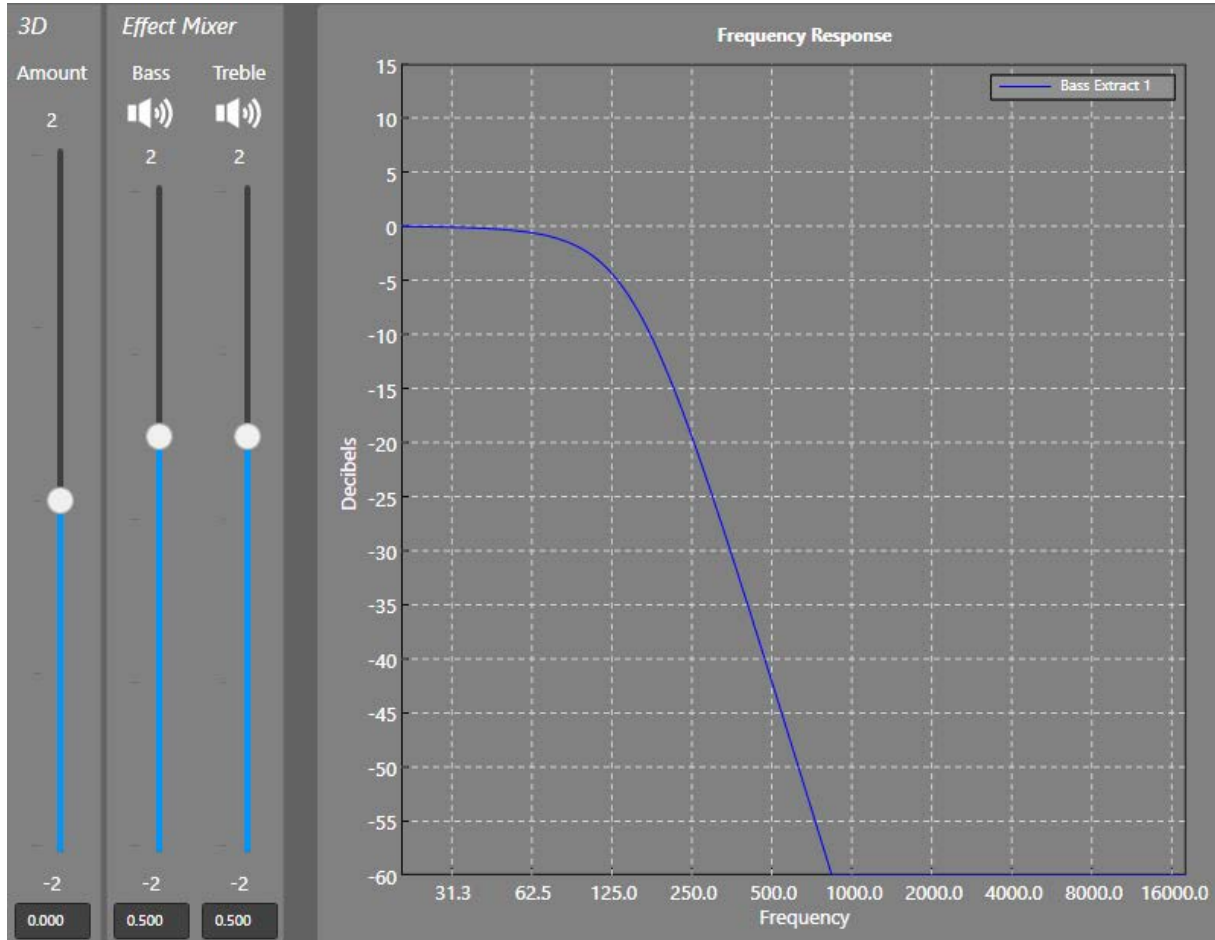 3D
Amount
2
-2
0.000
Effect Mixer
Bass Treble
2 2
-2 -2
0.500 0.500
Frequency Response
Bass Extract 1
15
10
5
0
-5
-10
-15
-20
-25
-30
-35
-40
-45
-50
-55
-60
Decibels
31.3 62.5 125.0 250.0 500.0 1000.0 2000.0 4000.0 8000.0 16000.0
Frequency